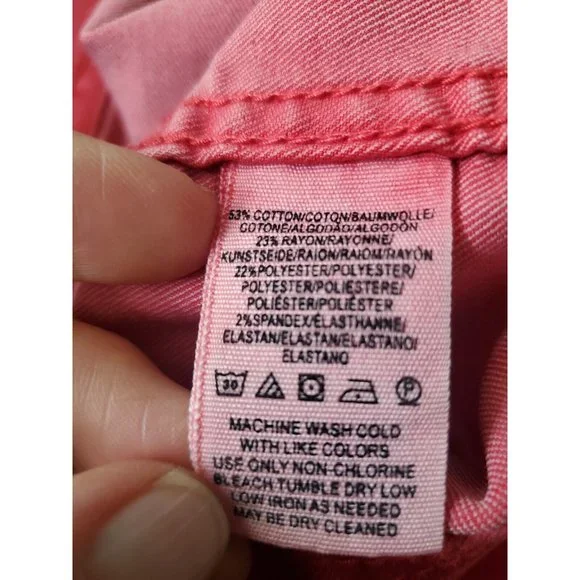 53% COTTON/COTON/BAUMWOLLE/
COTONE/ALGODÃO/ALGODON
23% RAYON/RAYONNE/
KUNSTSEIDE/RAION/RAIOM/RAYÓN
22%POLYESTER/POLYESTER/
POLYESTER/POLIESTERE/
POLIÉSTER/POLIÉSTER
2%SPANDEX/ÉLASTHANNE/
ELASTAN/ELASTAN/ELASTANO/
ELASTANO
30 P
MACHINE WASH COLD
WITH LIKE COLORS
USE ONLY NON-CHLORINE
BLEACH TUMBLE DRY LOW
LOW IRON AS NEEDED
MAY BE DRY CLEANED